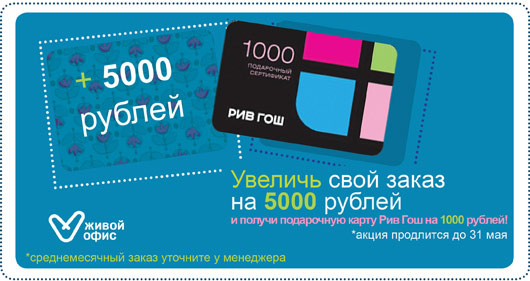 + 5000
рублей
1000
ПОДАРОЧНЫЙ
СЕРТИФИКАТ
РИВ ГОШ
Увеличь свой заказ
на 5000 рублей
и получи подарочную карту Рив Гош на 1000 рублей!
*акция продлится до 31 мая
живой
офис
*среднемесячный заказ уточните у менеджера